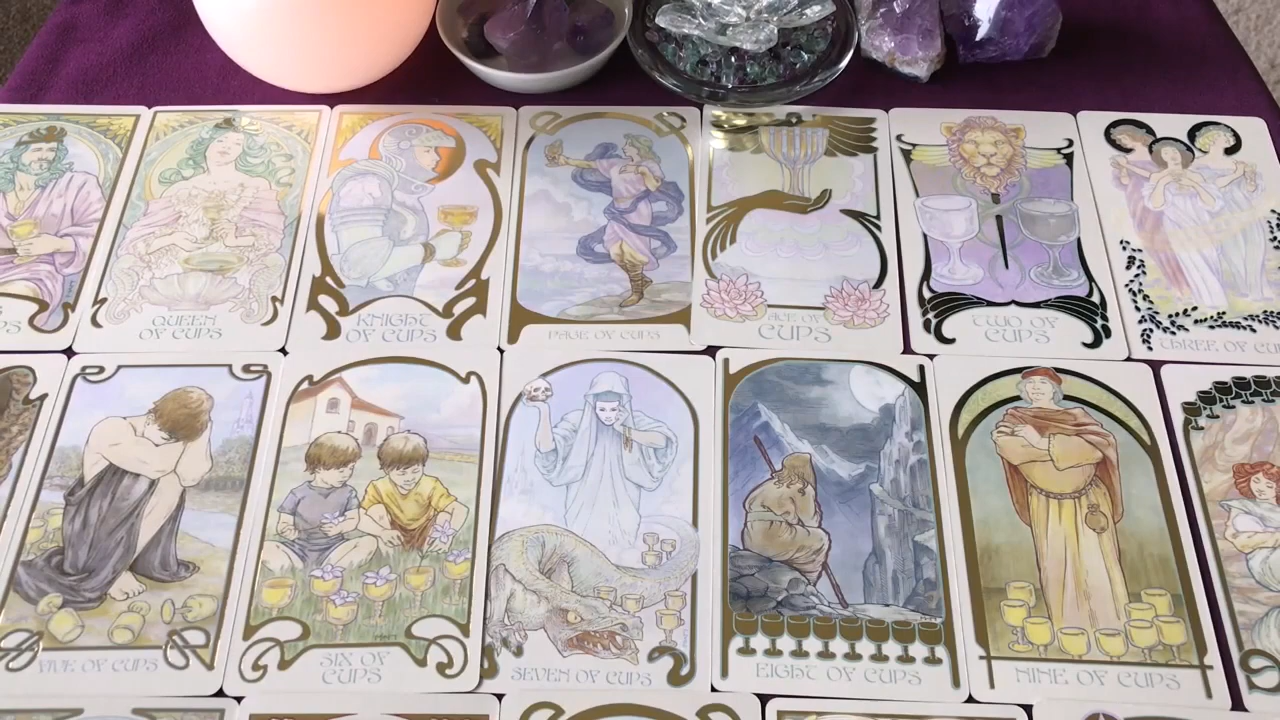 PS
QUEEN
OF CUPS
KNIGHT
OF CUPS
PAGE OF CUPS
ACE OF
CUPS
TWO OF
CUPS
THREE OF CU
FIVE OF CUPS
SIX OF
CUPS
SEVEN OF CUPS
EIGHT OF CUPS
NINE OF CUPS